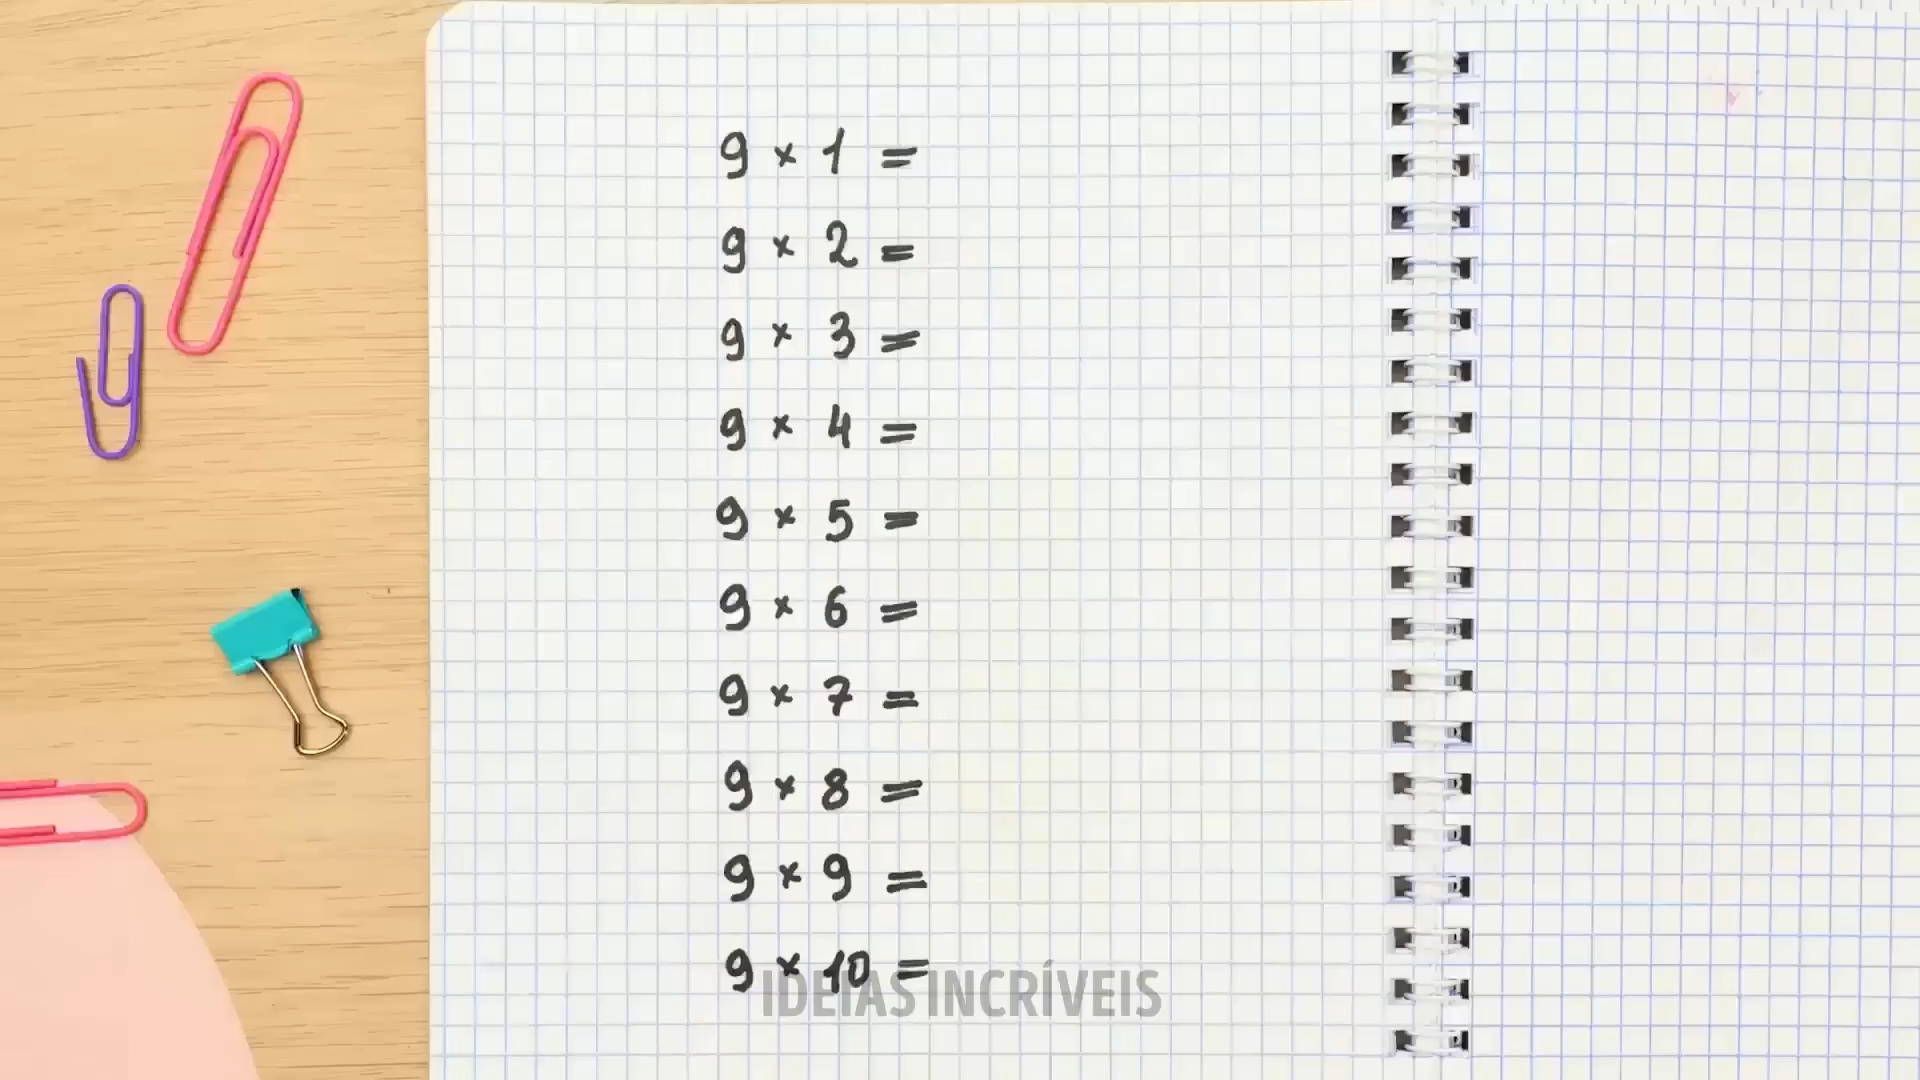 9 × 1 =
9 × 2 =
9 × 3 =
9 × 4 =
9 × 5 =
9 × 6 =
9 × 7 =
9 × 8 =
9 × 9 =
9 × 10 =
IDEIAS INCRÍVEIS